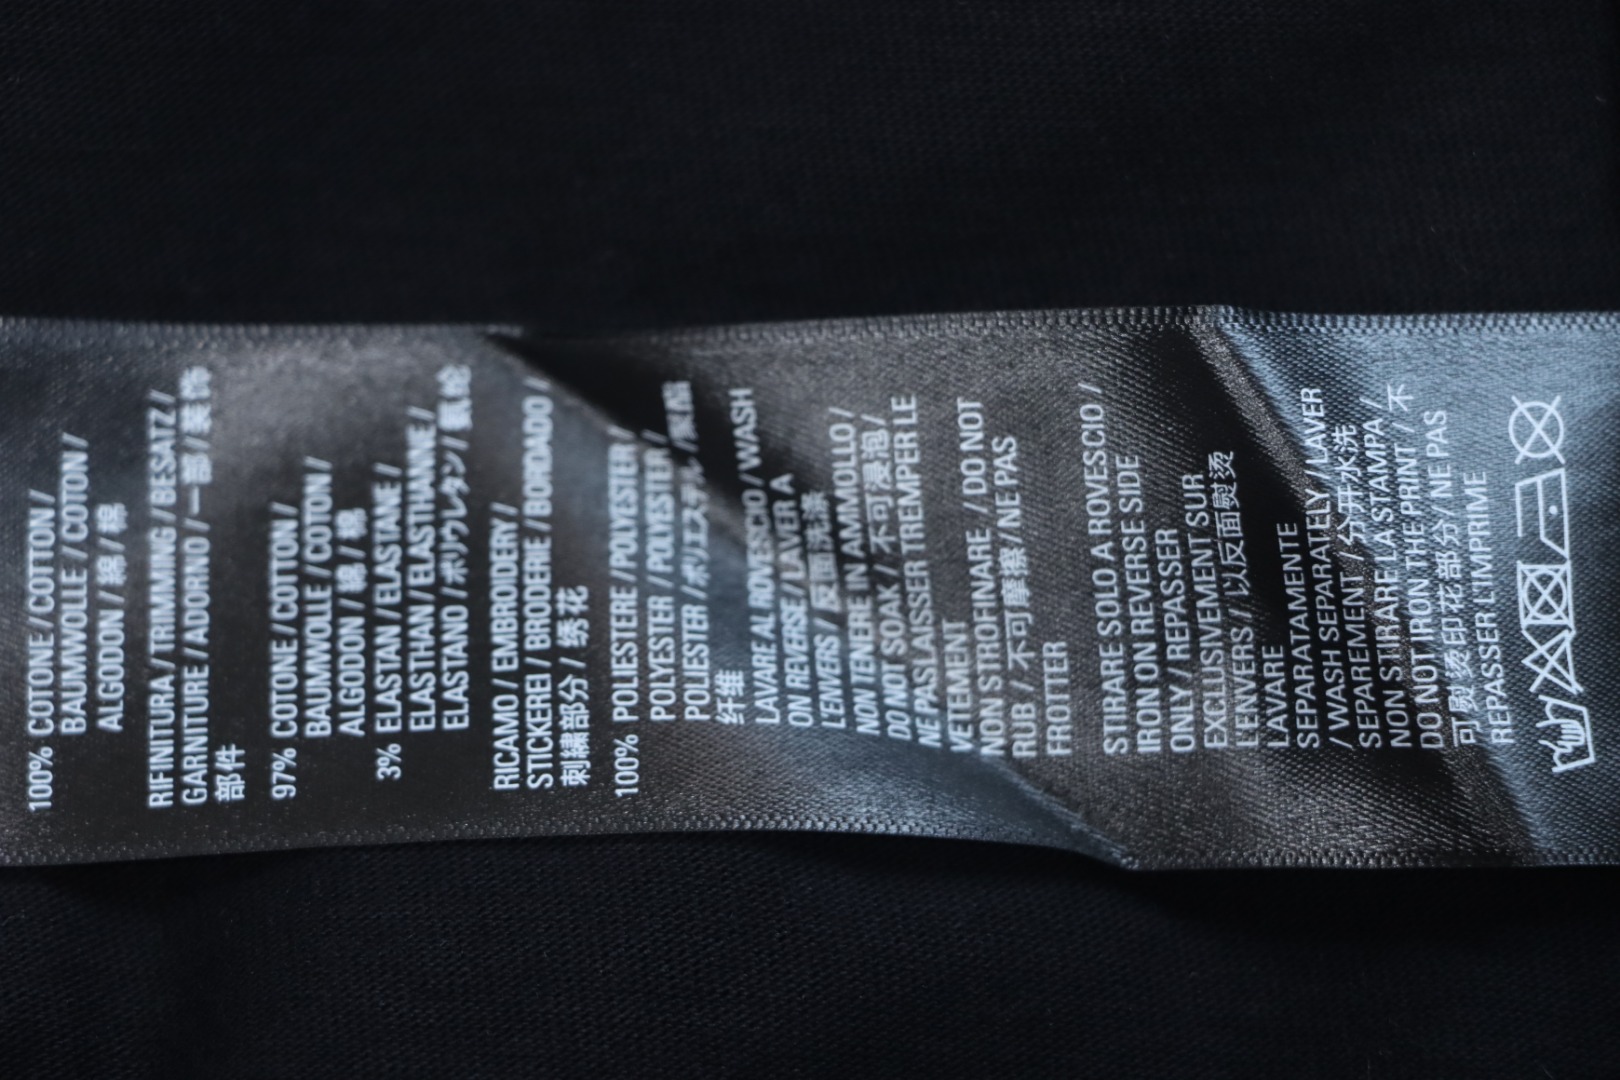 100% COTONE / COTTON /
BAUMWOLLE / COTON /
ALGODON / 綿 / 棉
RIFINITURA / TRIMMING / BESATZ /
GARNITURE / ADORNO / 一部 / 装饰
部件
97% COTONE / COTTON /
BAUMWOLLE / COTON /
ALGODON / 綿 / 棉
3% ELASTAN / ELASTANE /
ELASTHAN / ELASTHANNE /
ELASTANO / ポリウレタン / 氨纶
RICAMO / EMBROIDERY /
STICKEREI / BRODERIE / BORDADO /
刺繍部分 / 绣花
100% POLIESTERE / POLYESTER /
POLYESTER / POLYESTER /
POLIESTER / ポリエステル / 聚酯
纤维
LAVARE AL ROVESCIO / WASH
ON REVERSE / LAVER A
L'ENVERS / 反面洗涤
NON TENERE IN AMMOLLO /
DO NOT SOAK / 不可浸泡 /
NE PAS LAISSER TREMPER LE
VETEMENT
NON STROFINARE / DO NOT
RUB / 不可摩擦 / NE PAS
FROTTER
STIRARE SOLO A ROVESCIO /
IRON ON REVERSE SIDE
ONLY / REPASSER
EXCLUSIVEMENT SUR
L'ENVERS / 以反面熨烫
LAVARE
SEPARATAMENTE
/ WASH SEPARATELY / LAVER
SEPAREMENT / 分开水洗
NON STIRARE LA STAMPA /
DO NOT IRON THE PRINT / 不
可熨烫印花部分 / NE PAS
REPASSER L'IMPRIME